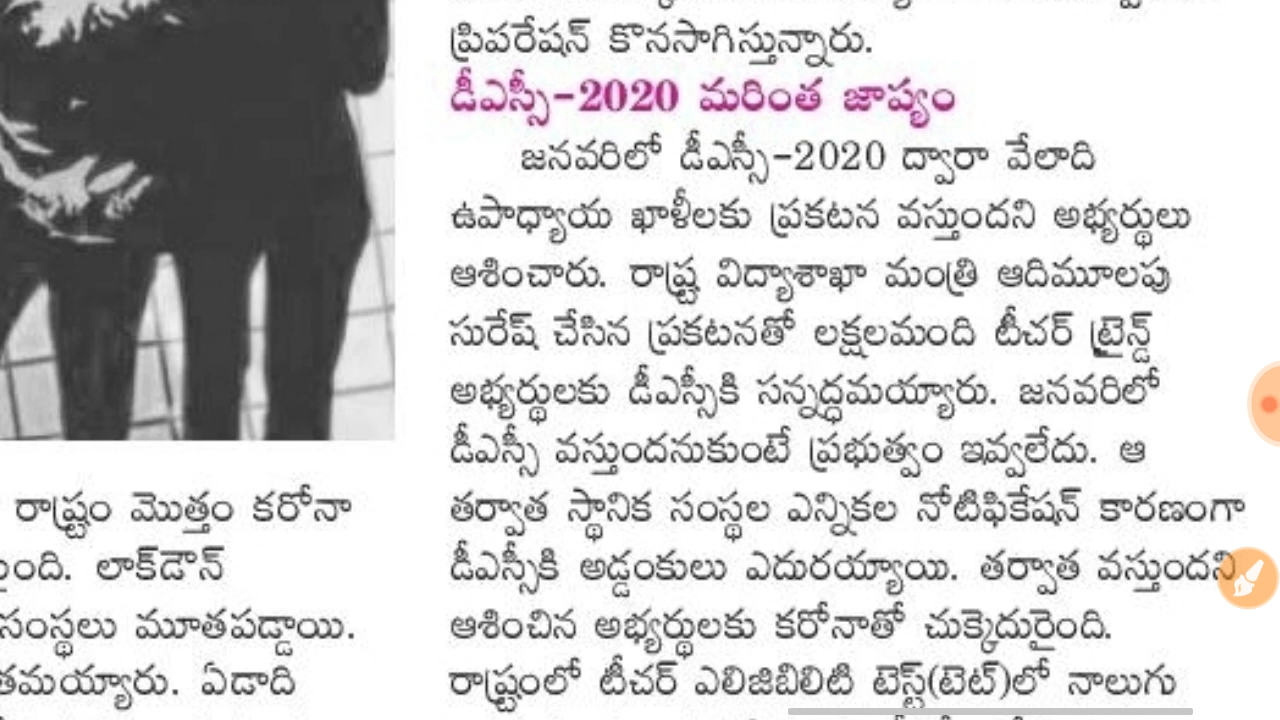 ప్రిపరేషన్ కొనసాగిస్తున్నారు.
డీఎస్సీ-2020 మరింత జాప్యం
జనవరిలో డీఎస్సీ-2020 ద్వారా వేలాది
ఉపాధ్యాయ ఖాళీలకు ప్రకటన వస్తుందని అభ్యర్థులు
ఆశించారు. రాష్ట్ర విద్యాశాఖా మంత్రి ఆదిమూలపు
సురేష్ చేసిన ప్రకటనతో లక్షలమంది టీచర్ ట్రైన్డ్
అభ్యర్థులకు డీఎస్సీకి సన్నద్ధమయ్యారు. జనవరిలో
డీఎస్సీ వస్తుందనుకుంటే ప్రభుత్వం ఇవ్వలేదు. ఆ
తర్వాత స్థానిక సంస్థల ఎన్నికల నోటిఫికేషన్ కారణంగా
డీఎస్సీకి అడ్డంకులు ఎదురయ్యాయి. తర్వాత వస్తుందని
ఆశించిన అభ్యర్థులకు కరోనాతో చుక్కెదురైంది.
రాష్ట్రంలో టీచర్ ఎలిజిబిలిటి టెస్ట్(టెట్)లో నాలుగు
రాష్ట్రం మొత్తం కరోనా
లాక్‌డౌన్
సంస్థలు మూతపడ్డాయి.
తమయ్యారు. ఏడాది